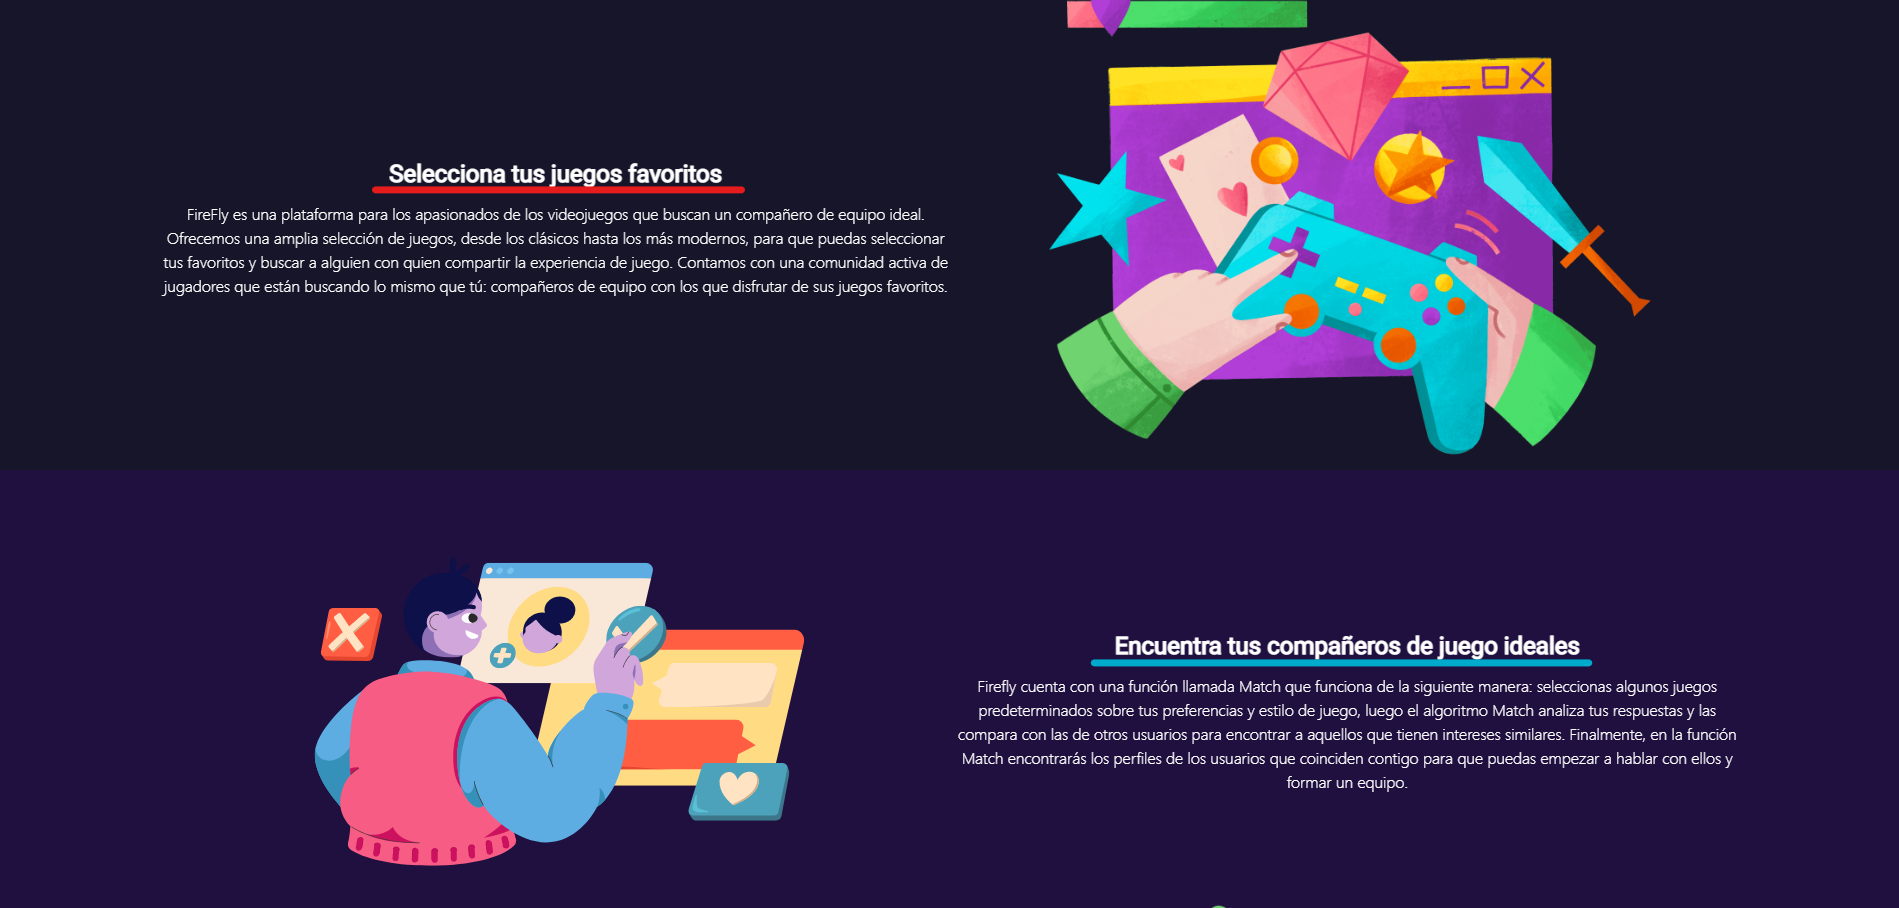 Selecciona tus juegos favoritos
FireFly es una plataforma para los apasionados de los videojuegos que buscan un compañero de equipo ideal.
Ofrecemos una amplia selección de juegos, desde los clásicos hasta los más modernos, para que puedas seleccionar
tus favoritos y buscar a alguien con quien compartir la experiencia de juego. Contamos con una comunidad activa de
jugadores que están buscando lo mismo que tú: compañeros de equipo con los que disfrutar de sus juegos favoritos.
Encuentra tus compañeros de juego ideales
Firefly cuenta con una función llamada Match que funciona de la siguiente manera: seleccionas algunos juegos
predeterminados sobre tus preferencias y estilo de juego, luego el algoritmo Match analiza tus respuestas y las
compara con las de otros usuarios para encontrar a aquellos que tienen intereses similares. Finalmente, en la función
Match encontrarás los perfiles de los usuarios que coinciden contigo para que puedas empezar a hablar con ellos y
formar un equipo.